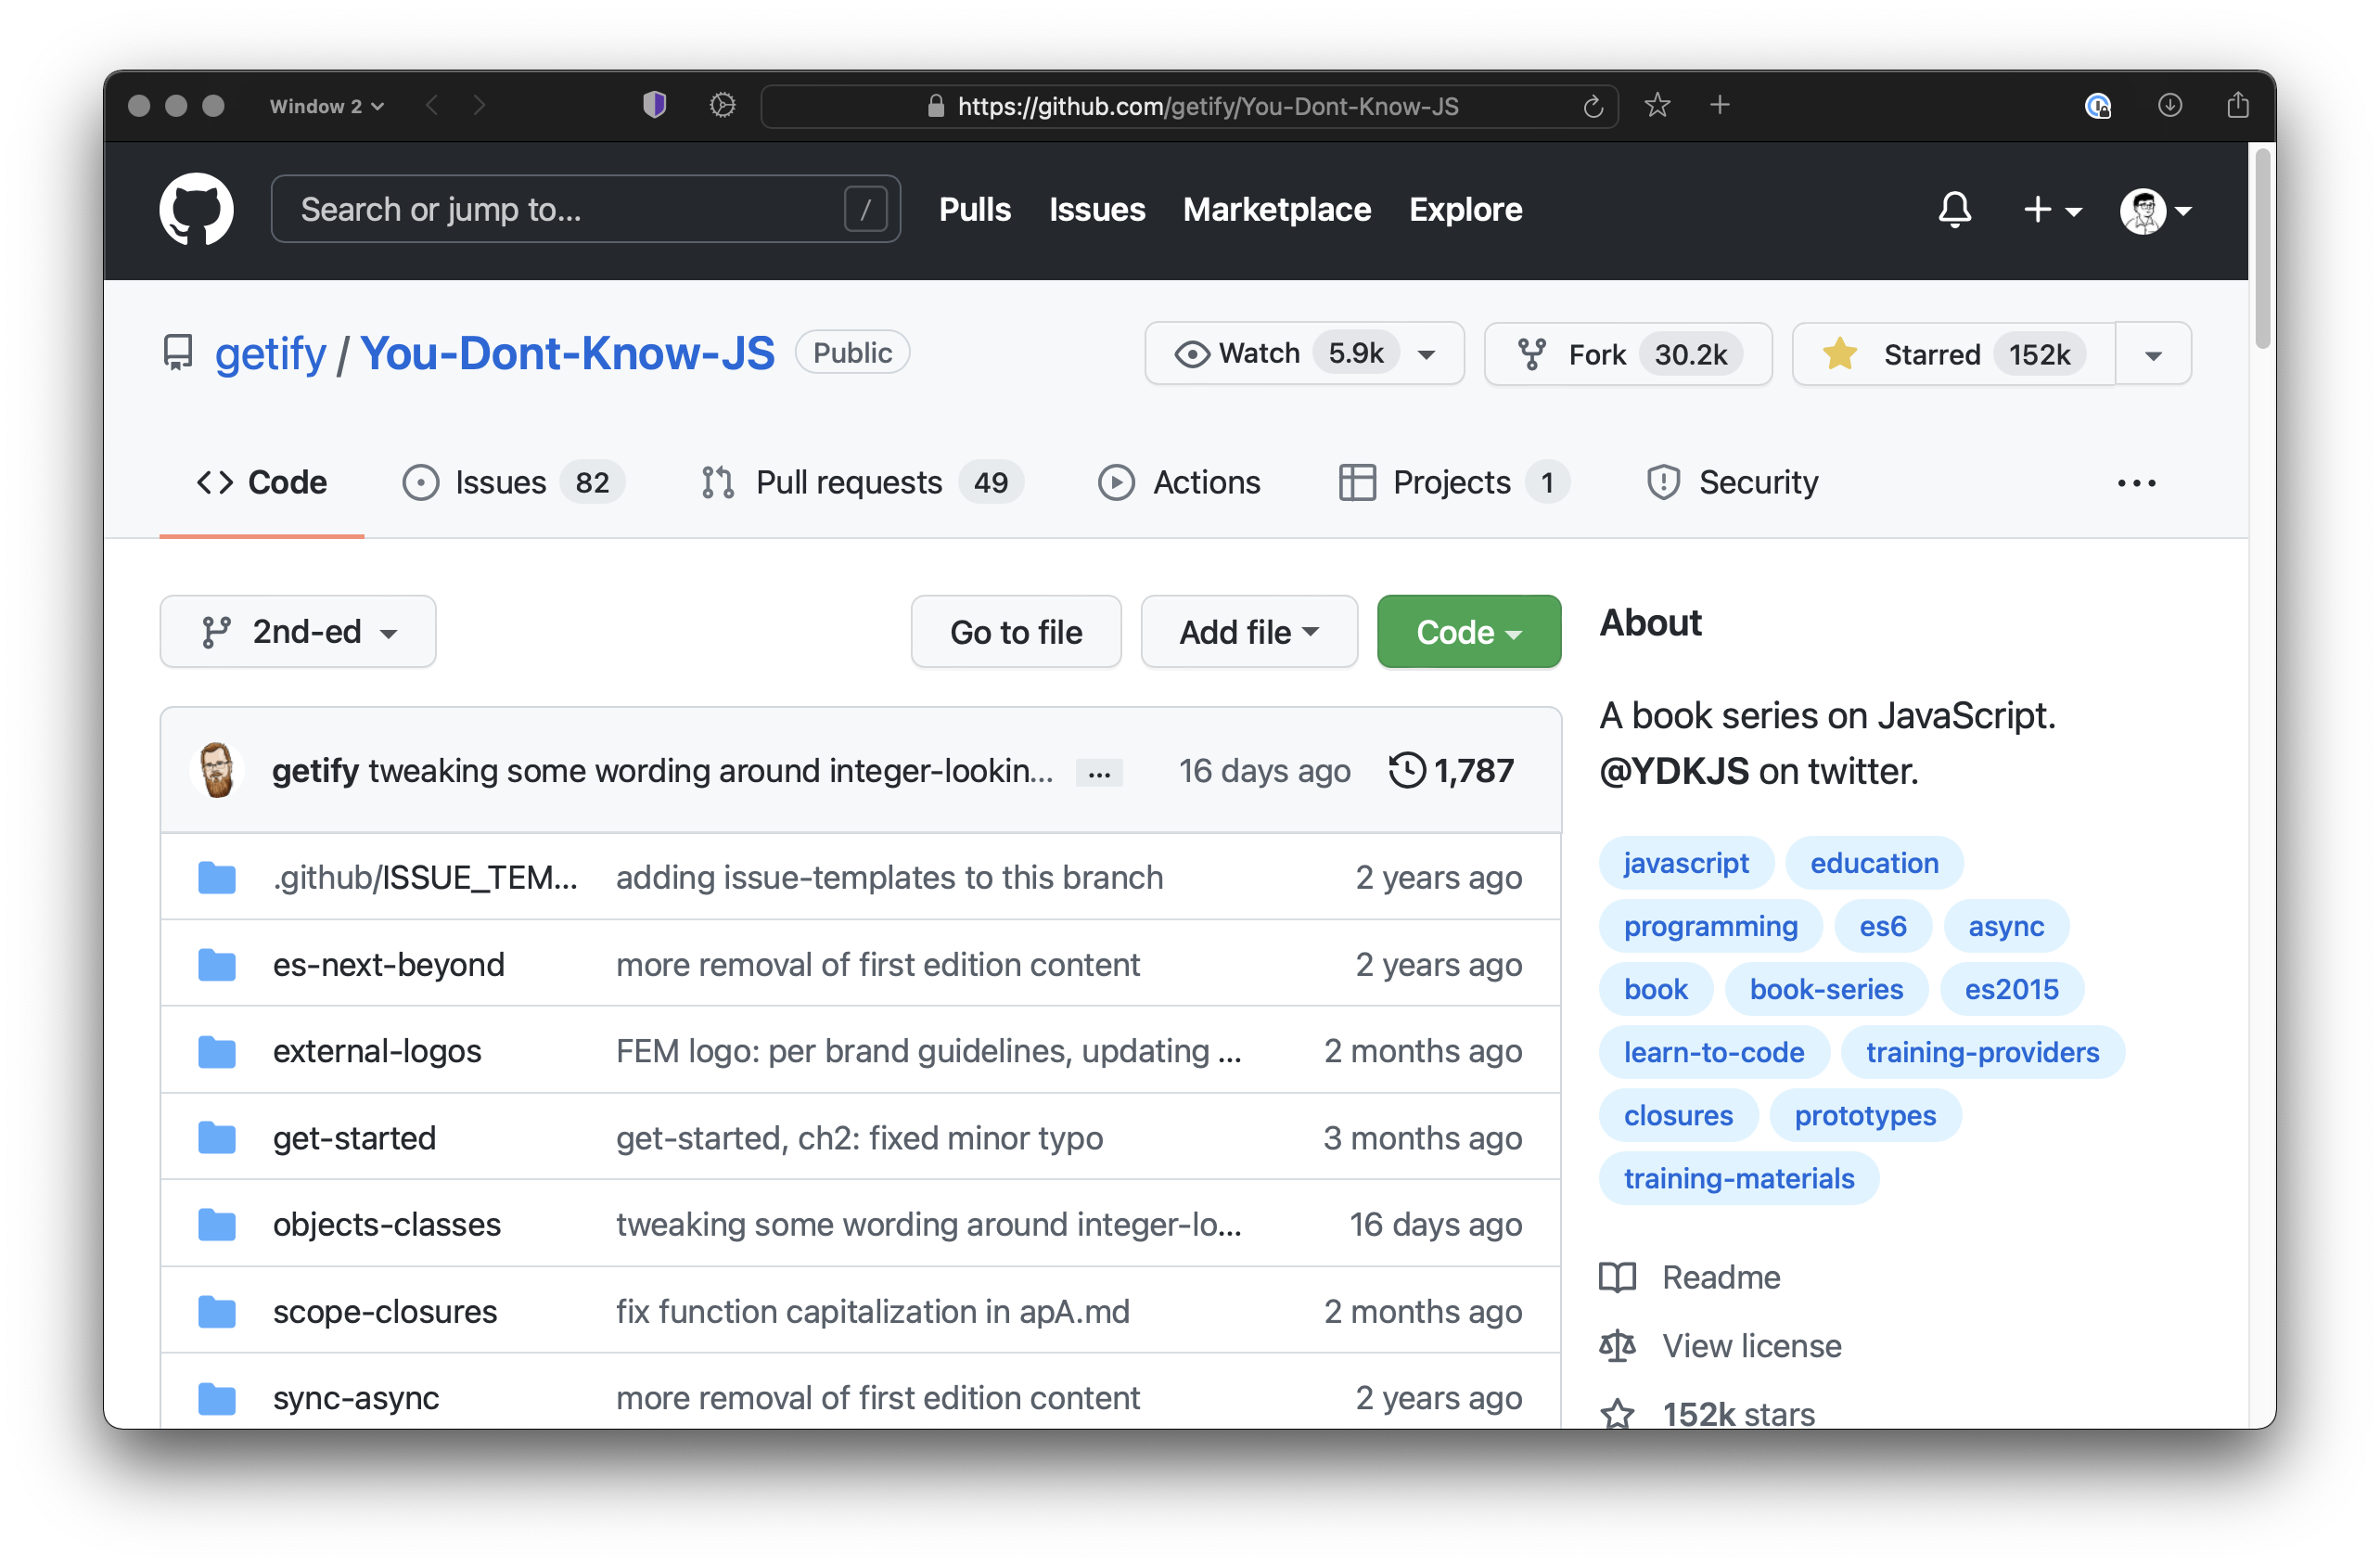 Window 2
https://github.com/getify/You-Dont-Know-JS
Search or jump to...
/
Pulls Issues Marketplace Explore
getify / You-Dont-Know-JS Public
Watch 5.9k
Fork 30.2k
Starred 152k
Code
Issues 82
Pull requests 49
Actions
Projects 1
Security
2nd-ed
Go to file
Add file
Code
getify tweaking some wording around integer-lookin... ... 16 days ago 1,787
.github/ISSUE_TEM... adding issue-templates to this branch 2 years ago
es-next-beyond more removal of first edition content 2 years ago
external-logos FEM logo: per brand guidelines, updating ... 2 months ago
get-started get-started, ch2: fixed minor typo 3 months ago
objects-classes tweaking some wording around integer-lo... 16 days ago
scope-closures fix function capitalization in apA.md 2 months ago
sync-async more removal of first edition content 2 years ago
About
A book series on JavaScript.
@YDKJS on twitter.
javascript education
programming es6 async
book book-series es2015
learn-to-code training-providers
closures prototypes
training-materials
Readme
View license
152k stars